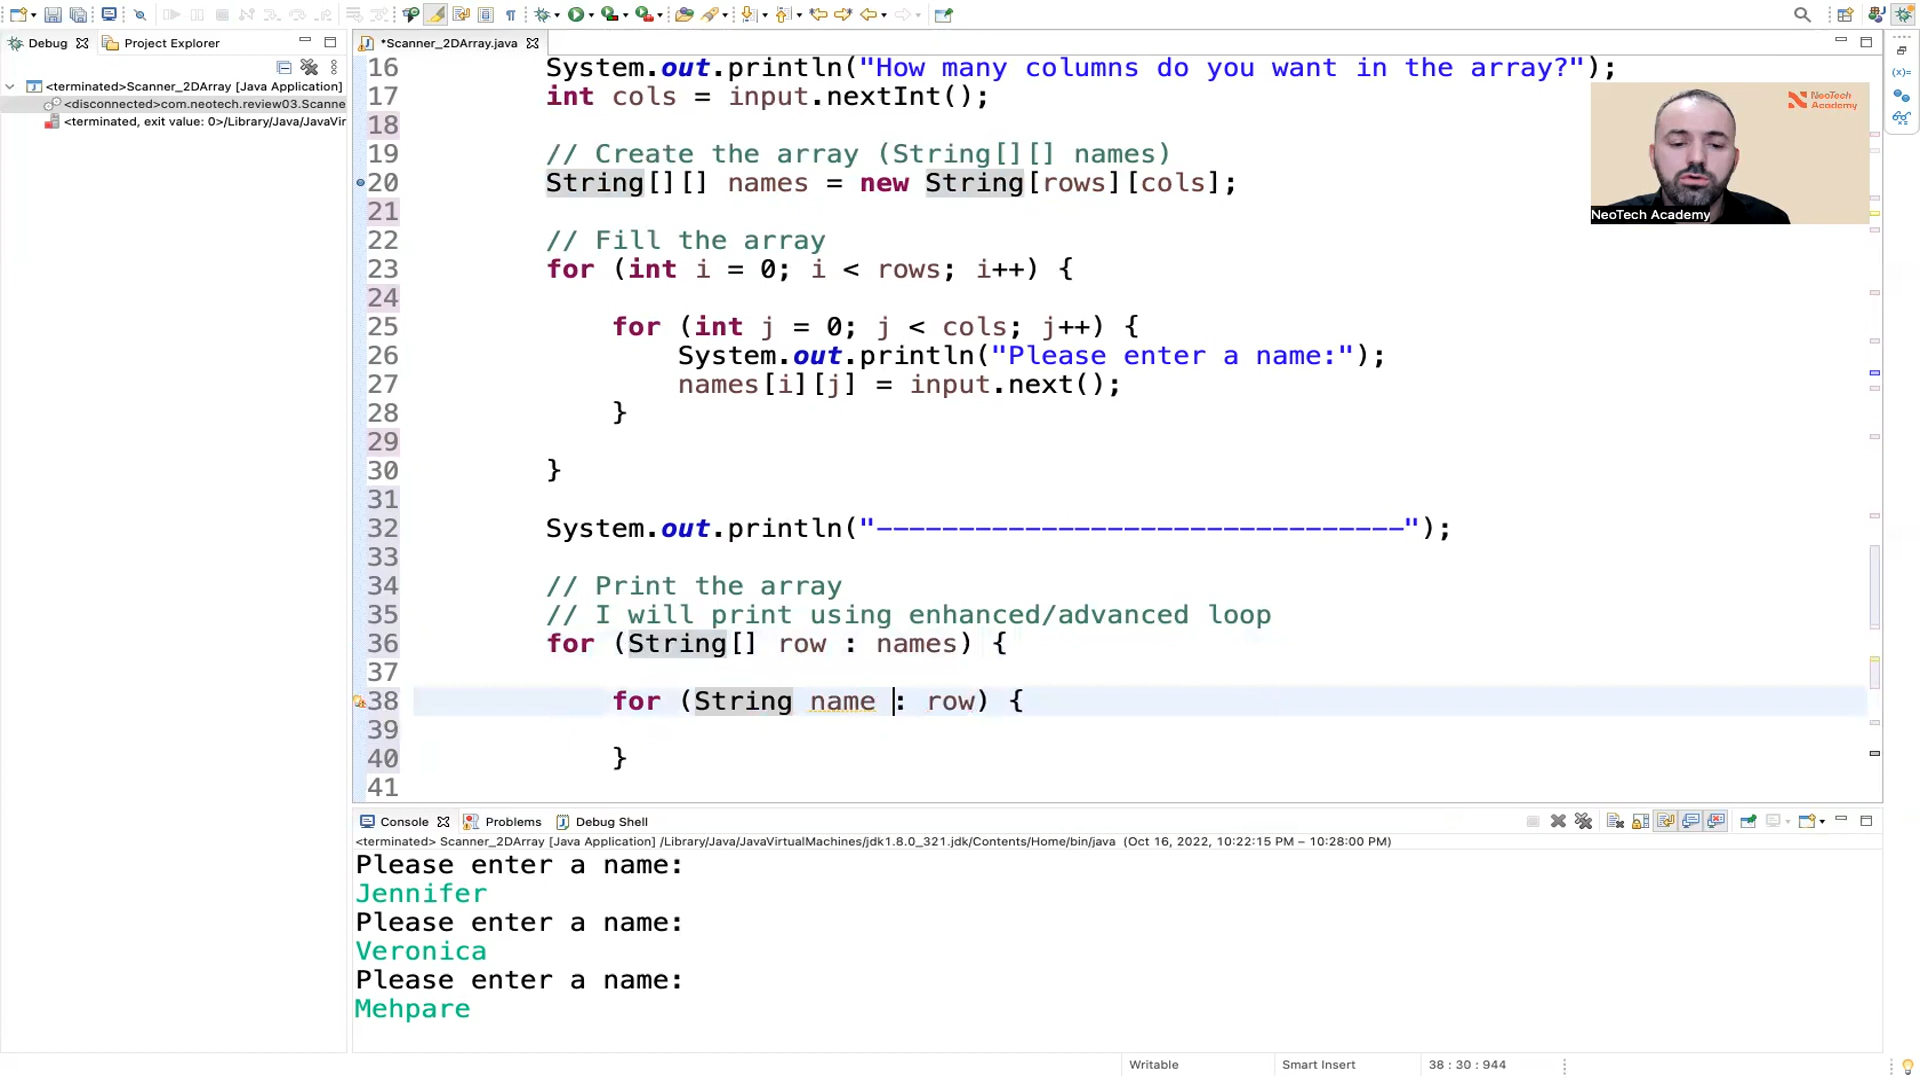 Debug
Project Explorer
<terminated>Scanner_2DArray [Java Application]
<disconnected>com.neotech.review03.Scanne
<terminated, exit value: 0>/Library/Java/JavaVir
*Scanner_2DArray.java
16 System.out.println("How many columns do you want in the array?");
17 int cols = input.nextInt();
18
19 // Create the array (String[][] names)
20 String[][] names = new String[rows][cols];
21
22 // Fill the array
23 for (int i = 0; i < rows; i++) {
24
25 for (int j = 0; j < cols; j++) {
26 System.out.println("Please enter a name:");
27 names[i][j] = input.next();
28 }
29
30 }
31
32 System.out.println("--------------------------------");
33
34 // Print the array
35 // I will print using enhanced/advanced loop
36 for (String[] row : names) {
37
38 for (String name : row) {
39
40 }
41
NeoTech
Academy
NeoTech Academy
Console
Problems
Debug Shell
<terminated> Scanner_2DArray [Java Application] /Library/Java/JavaVirtualMachines/jdk1.8.0_321.jdk/Contents/Home/bin/java (Oct 16, 2022, 10:22:15 PM – 10:28:00 PM)
Please enter a name:
Jennifer
Please enter a name:
Veronica
Please enter a name:
Mehpare
Writable
Smart Insert
38 : 30 : 944